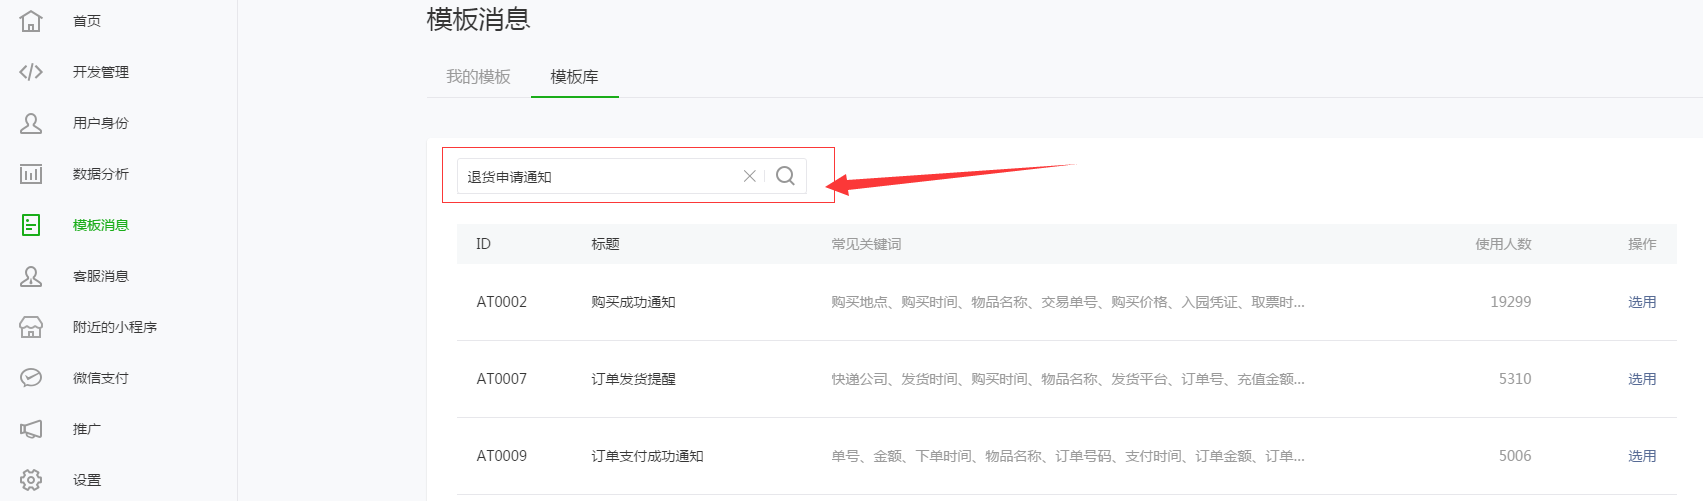 首页
开发管理
用户身份
数据分析
模板消息
客服消息
附近的小程序
微信支付
推广
设置
模板消息
我的模板 模板库
退货申请通知
ID 标题 常见关键词 使用人数 操作
AT0002 购买成功通知 购买地点、购买时间、物品名称、交易单号、购买价格、入园凭证、取票时... 19299 选用
AT0007 订单发货提醒 快递公司、发货时间、购买时间、物品名称、发货平台、订单号、充值金额... 5310 选用
AT0009 订单支付成功通知 单号、金额、下单时间、物品名称、订单号码、支付时间、订单金额、订单... 5006 选用